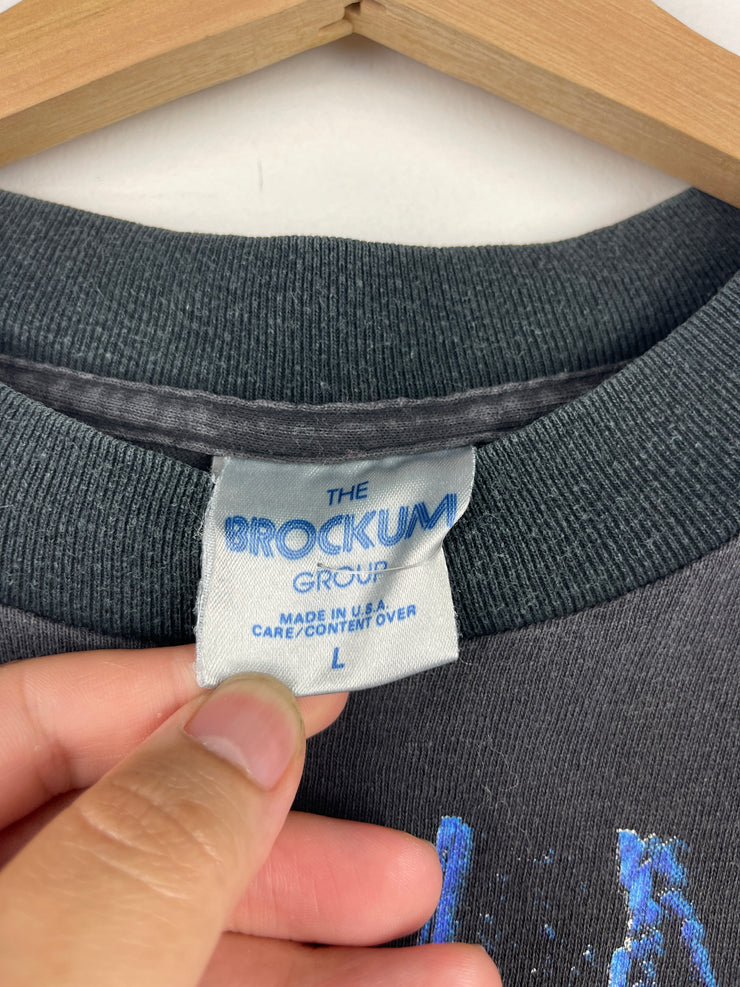 THE
BROCKUM
GROUP
MADE IN U.S.A.
CARE/CONTENT OVER
L